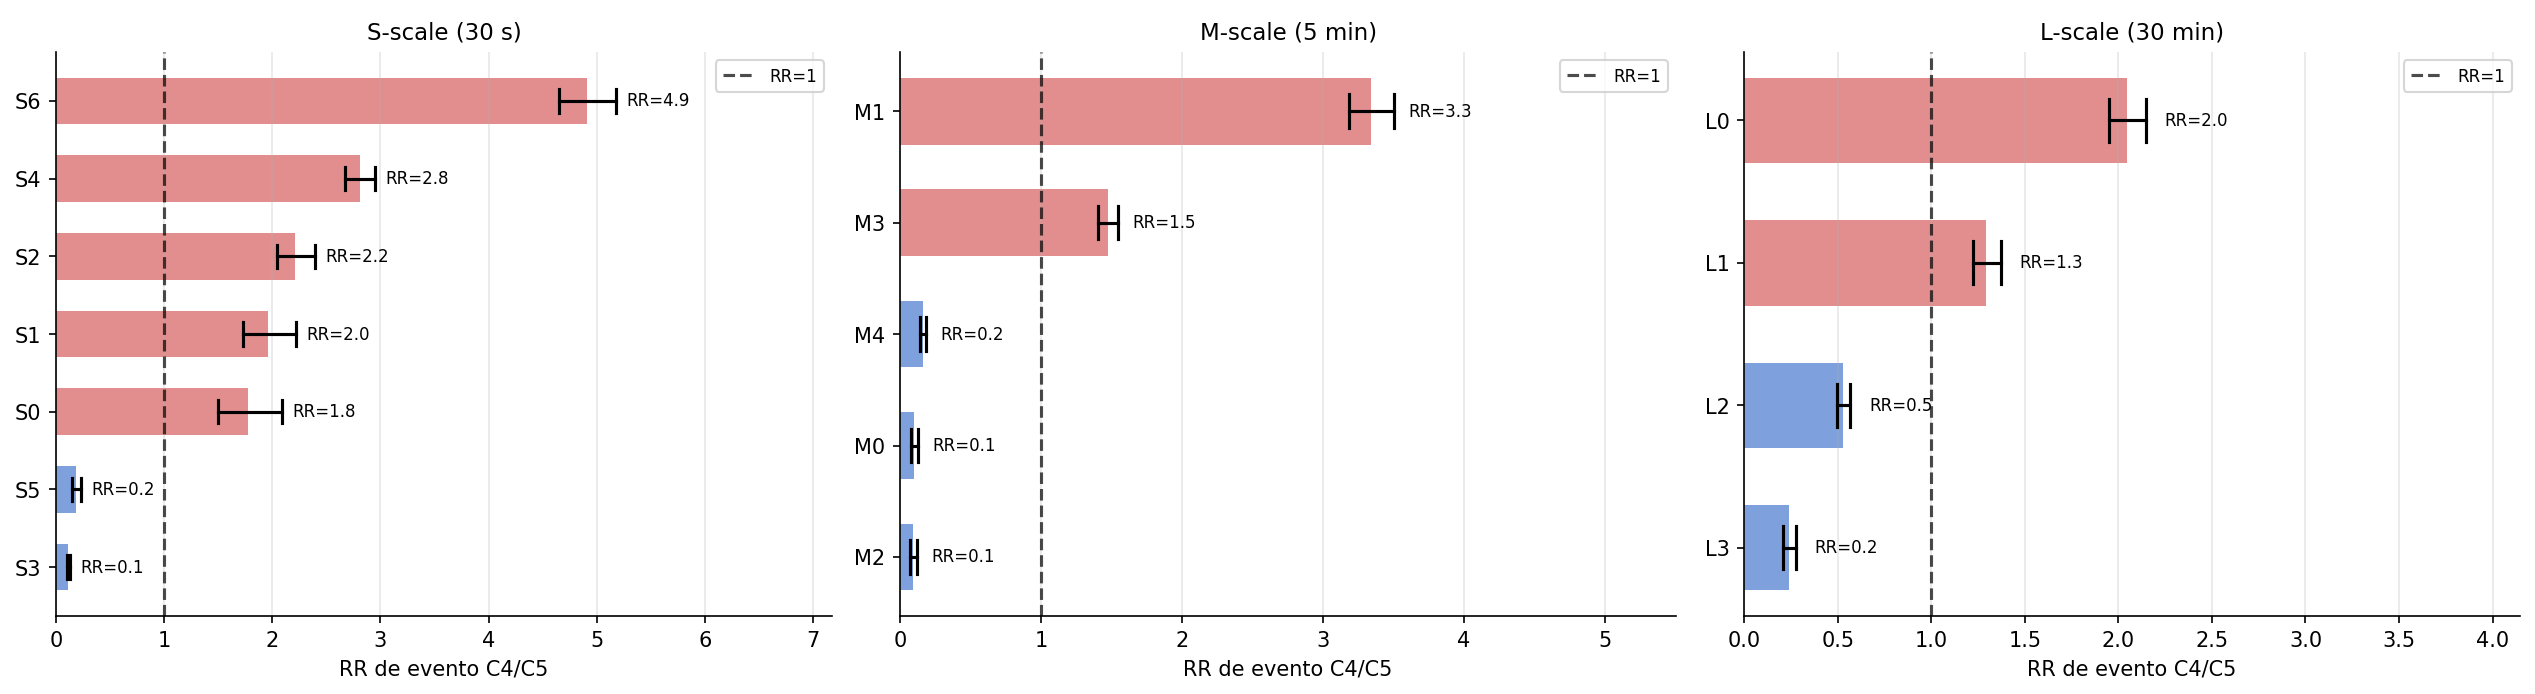 S-scale (30 s)
RR=1
S6
RR=4.9
S4
RR=2.8
S2
RR=2.2
S1
RR=2.0
S0
RR=1.8
S5
RR=0.2
S3
RR=0.1
0 1 2 3 4 5 6 7
RR de evento C4/C5
M-scale (5 min)
RR=1
M1
RR=3.3
M3
RR=1.5
M4
RR=0.2
M0
RR=0.1
M2
RR=0.1
0 1 2 3 4 5
RR de evento C4/C5
L-scale (30 min)
RR=1
L0
RR=2.0
L1
RR=1.3
L2
RR=0.5
L3
RR=0.2
0.0 0.5 1.0 1.5 2.0 2.5 3.0 3.5 4.0
RR de evento C4/C5